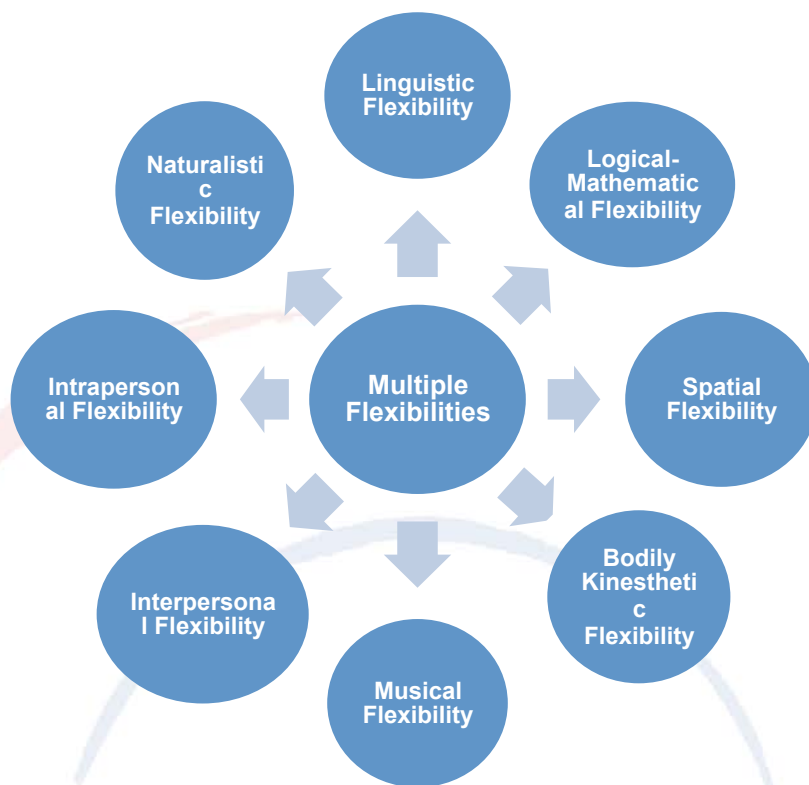 Linguistic
Flexibility
Naturalisti
c
Flexibility
Logical-
Mathematic
al Flexibility
Intraperson
al Flexibility
Multiple
Flexibilities
Spatial
Flexibility
Interpersona
l Flexibility
Bodily
Kinestheti
c
Flexibility
Musical
Flexibility